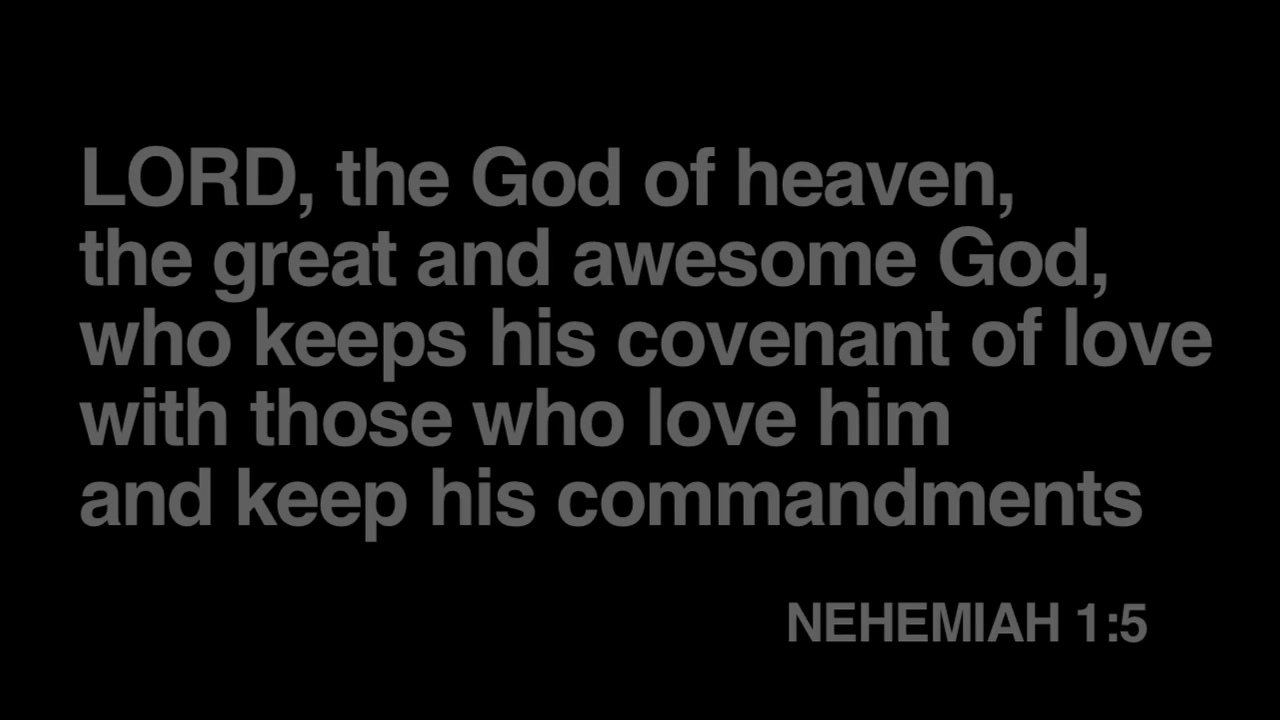 LORD, the God of heaven,
the great and awesome God,
who keeps his covenant of love
with those who love him
and keep his commandments
NEHEMIAH 1:5